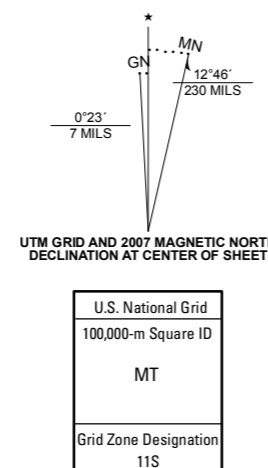 ★
MN
GN
12°46´
230 MILS
0°23´
7 MILS
UTM GRID AND 2007 MAGNETIC NORT
DECLINATION AT CENTER OF SHEET
U.S. National Grid
100,000-m Square ID
MT
Grid Zone Designation
11S